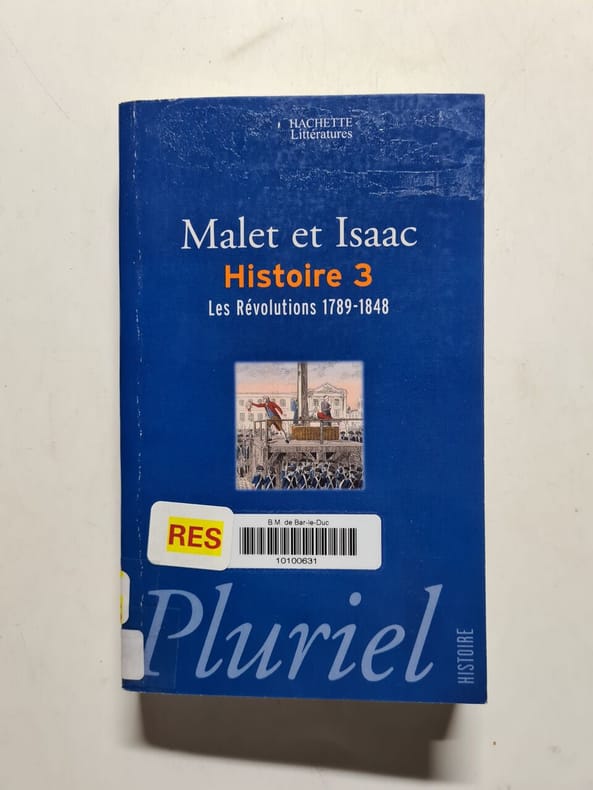 HACHETTE
Littératures
Malet et Isaac
Histoire 3
Les Révolutions 1789-1848
RES
B.M. de Bar-le-Duc
10100631
Pluriel
HISTOIRE